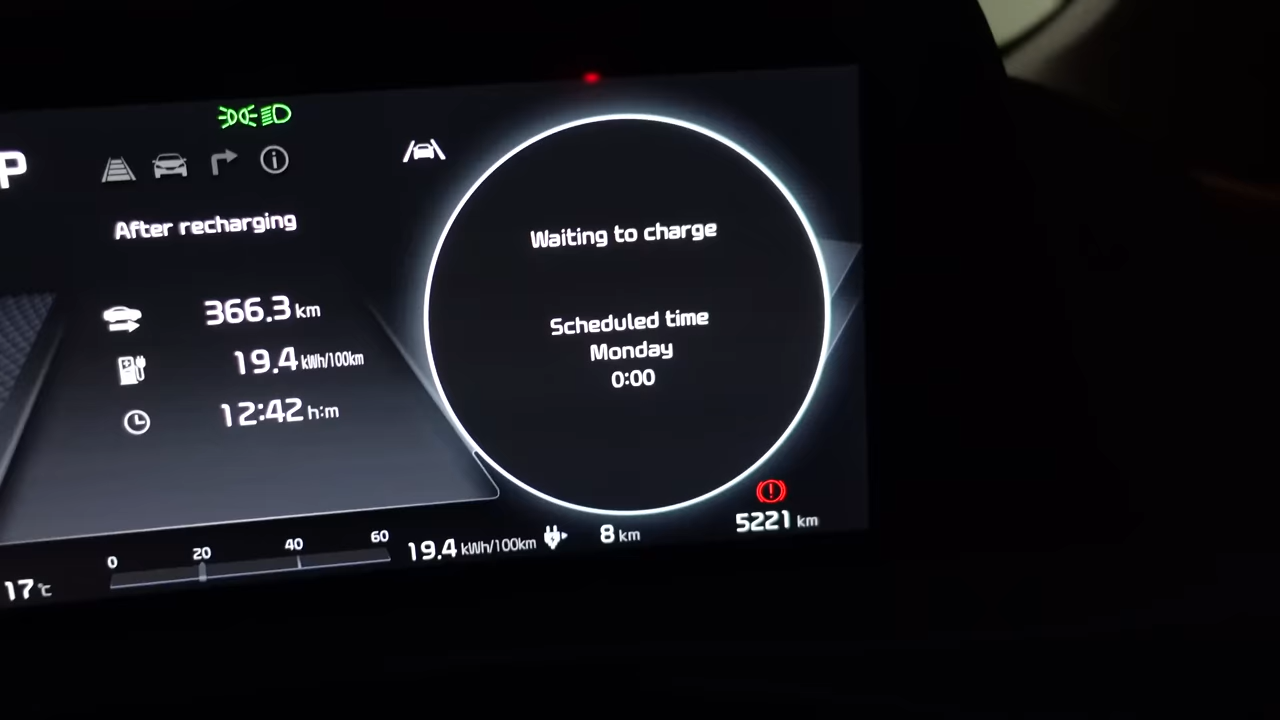 P
After recharging
366.3 km
19.4 kWh/100km
12:42 h:m
Waiting to charge
Scheduled time
Monday
0:00
0 20 40 60
19.4 kWh/100km
8 km
5221 km
17℃